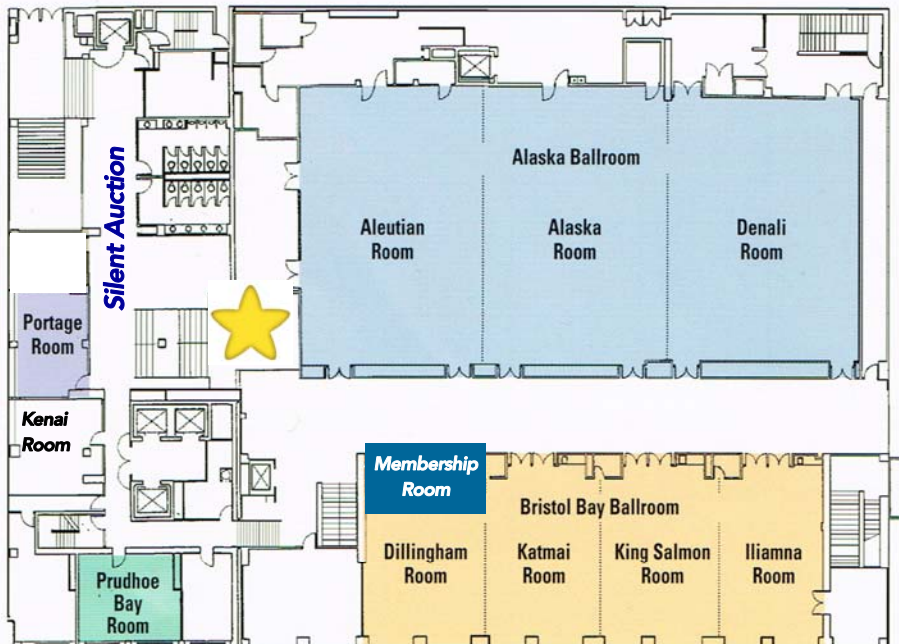 Silent Auction
Alaska Ballroom
Aleutian
Room
Alaska
Room
Denali
Room
Portage
Room
Kenai
Room
Membership
Room
Bristol Bay Ballroom
Dillingham
Room
Katmai
Room
King Salmon
Room
Iliamna
Room
Prudhoe
Bay
Room